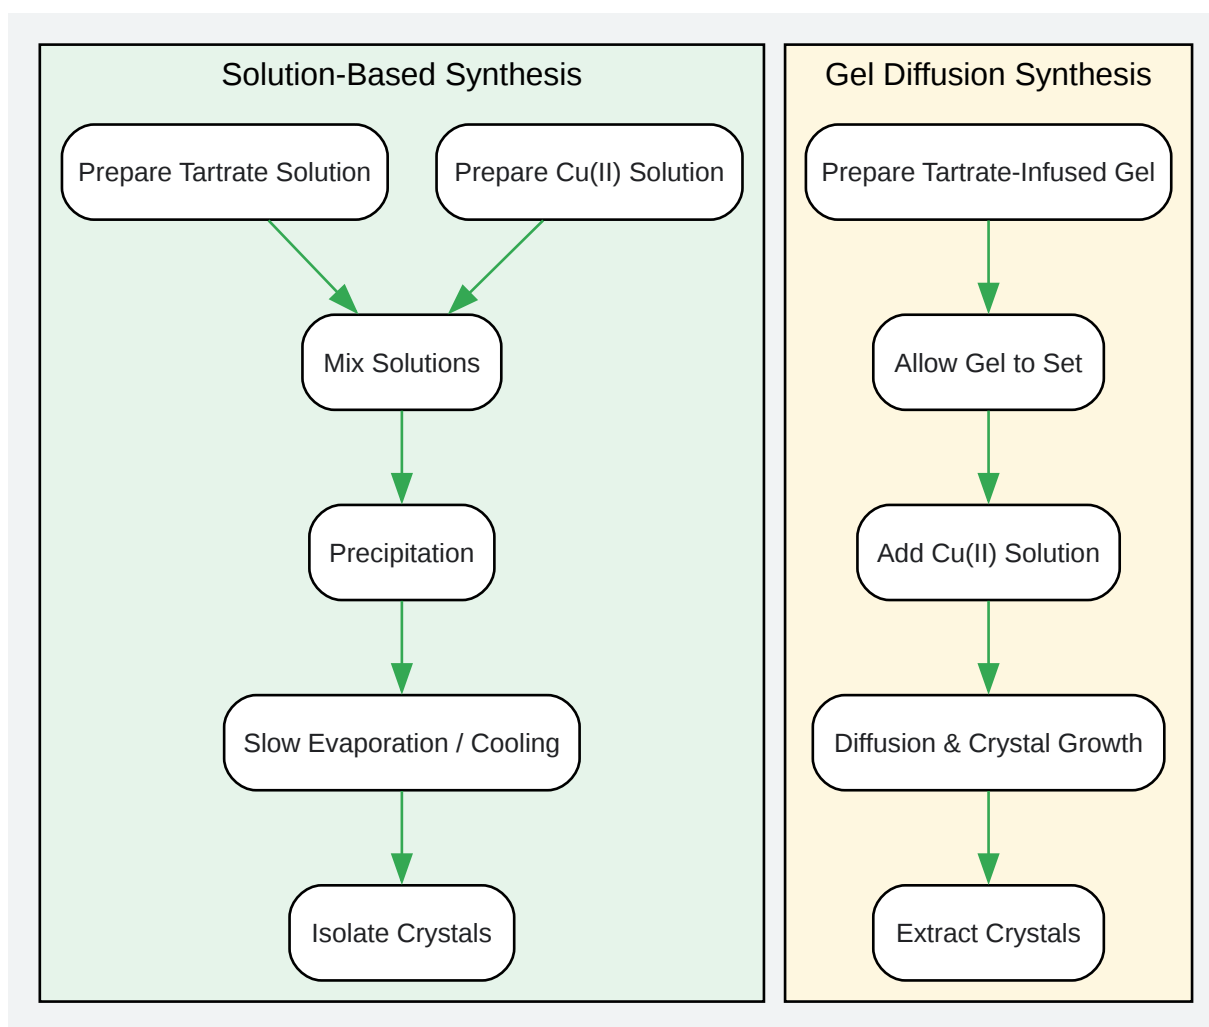 Solution-Based Synthesis
Prepare Tartrate Solution
Prepare Cu(II) Solution
Mix Solutions
Precipitation
Slow Evaporation / Cooling
Isolate Crystals
Gel Diffusion Synthesis
Prepare Tartrate-Infused Gel
Allow Gel to Set
Add Cu(II) Solution
Diffusion & Crystal Growth
Extract Crystals